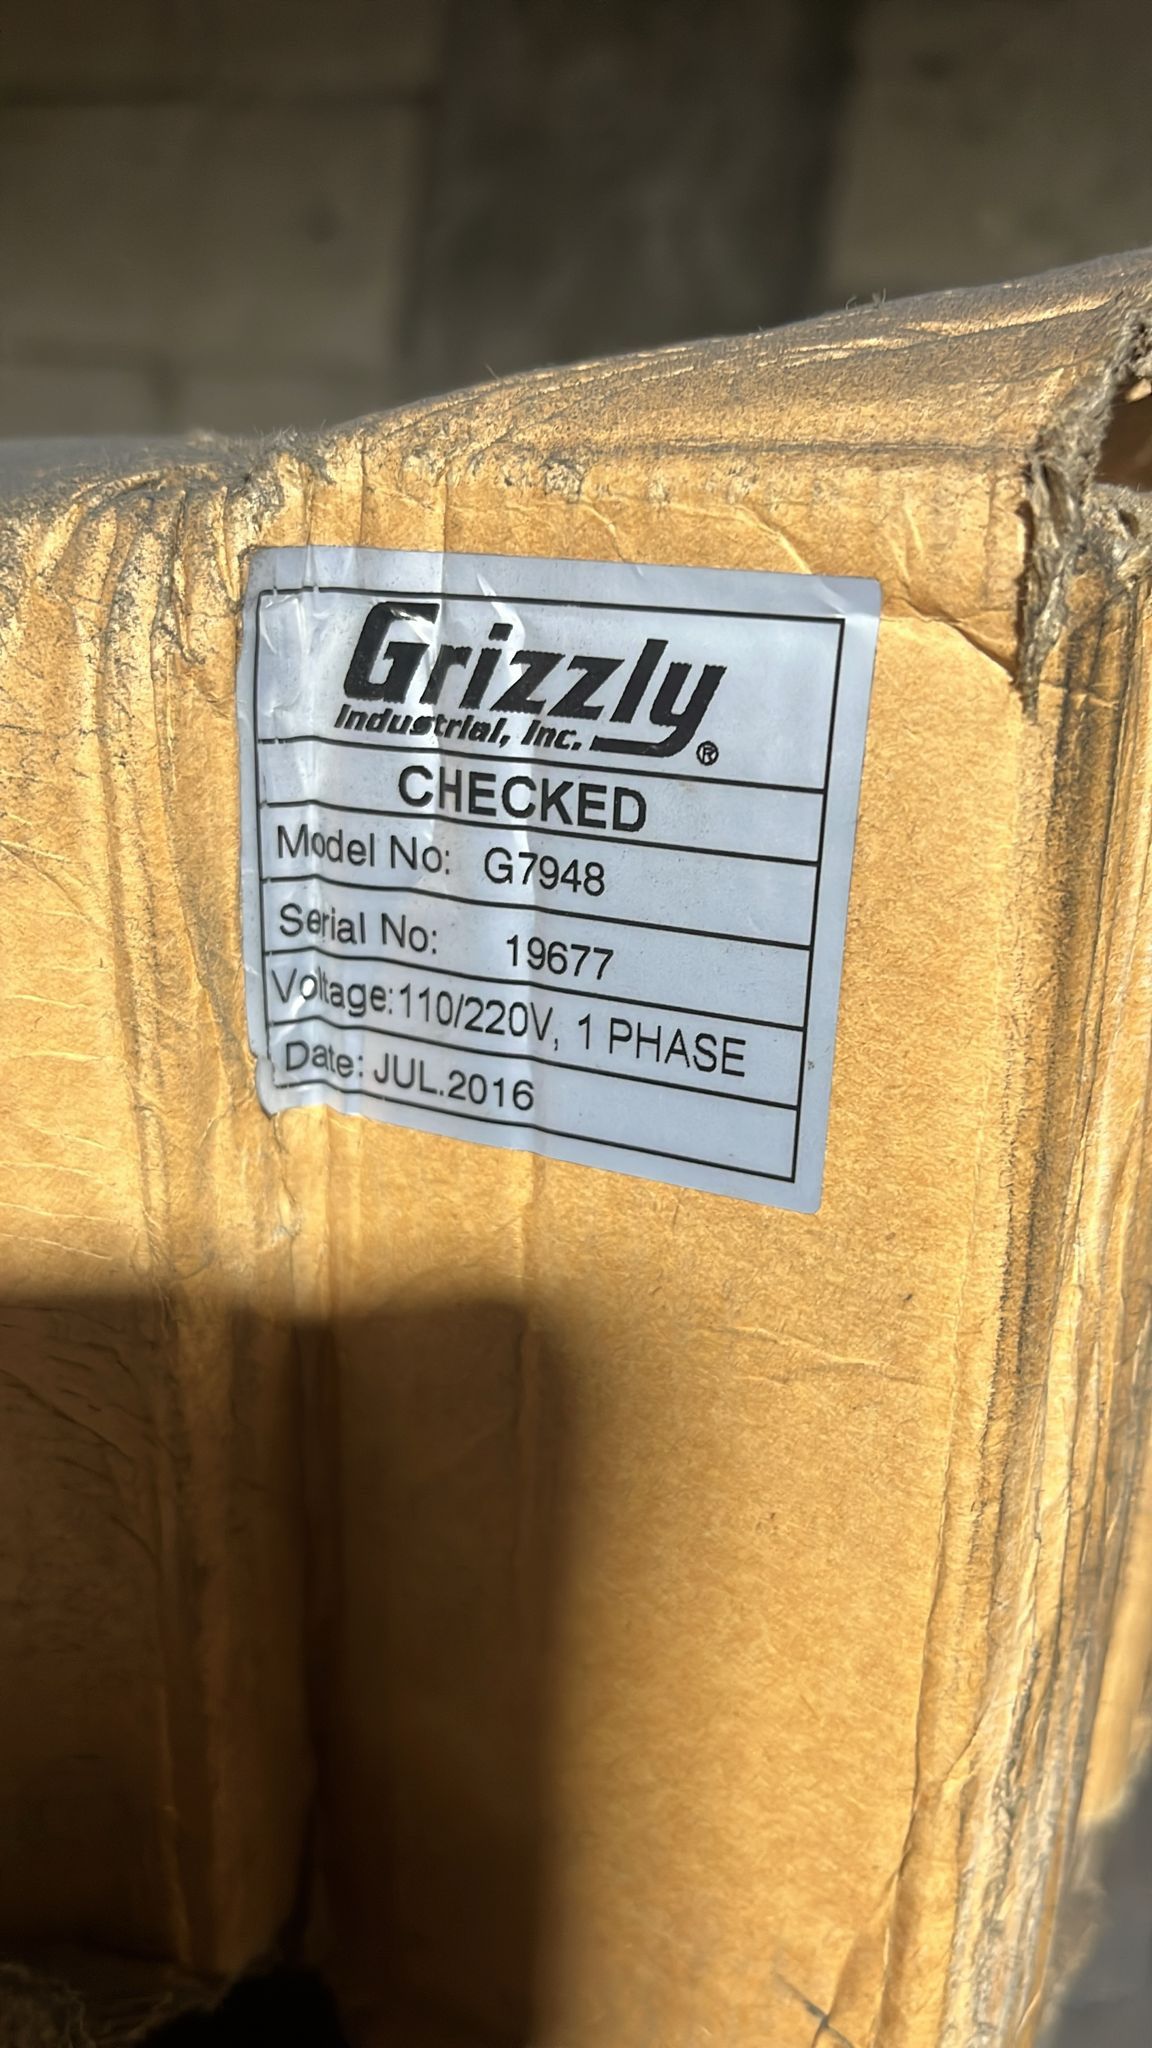 Grizzly
Industrial, Inc. ®
CHECKED
Model No: G7948
Serial No: 19677
Voltage:110/220V, 1 PHASE
Date: JUL.2016